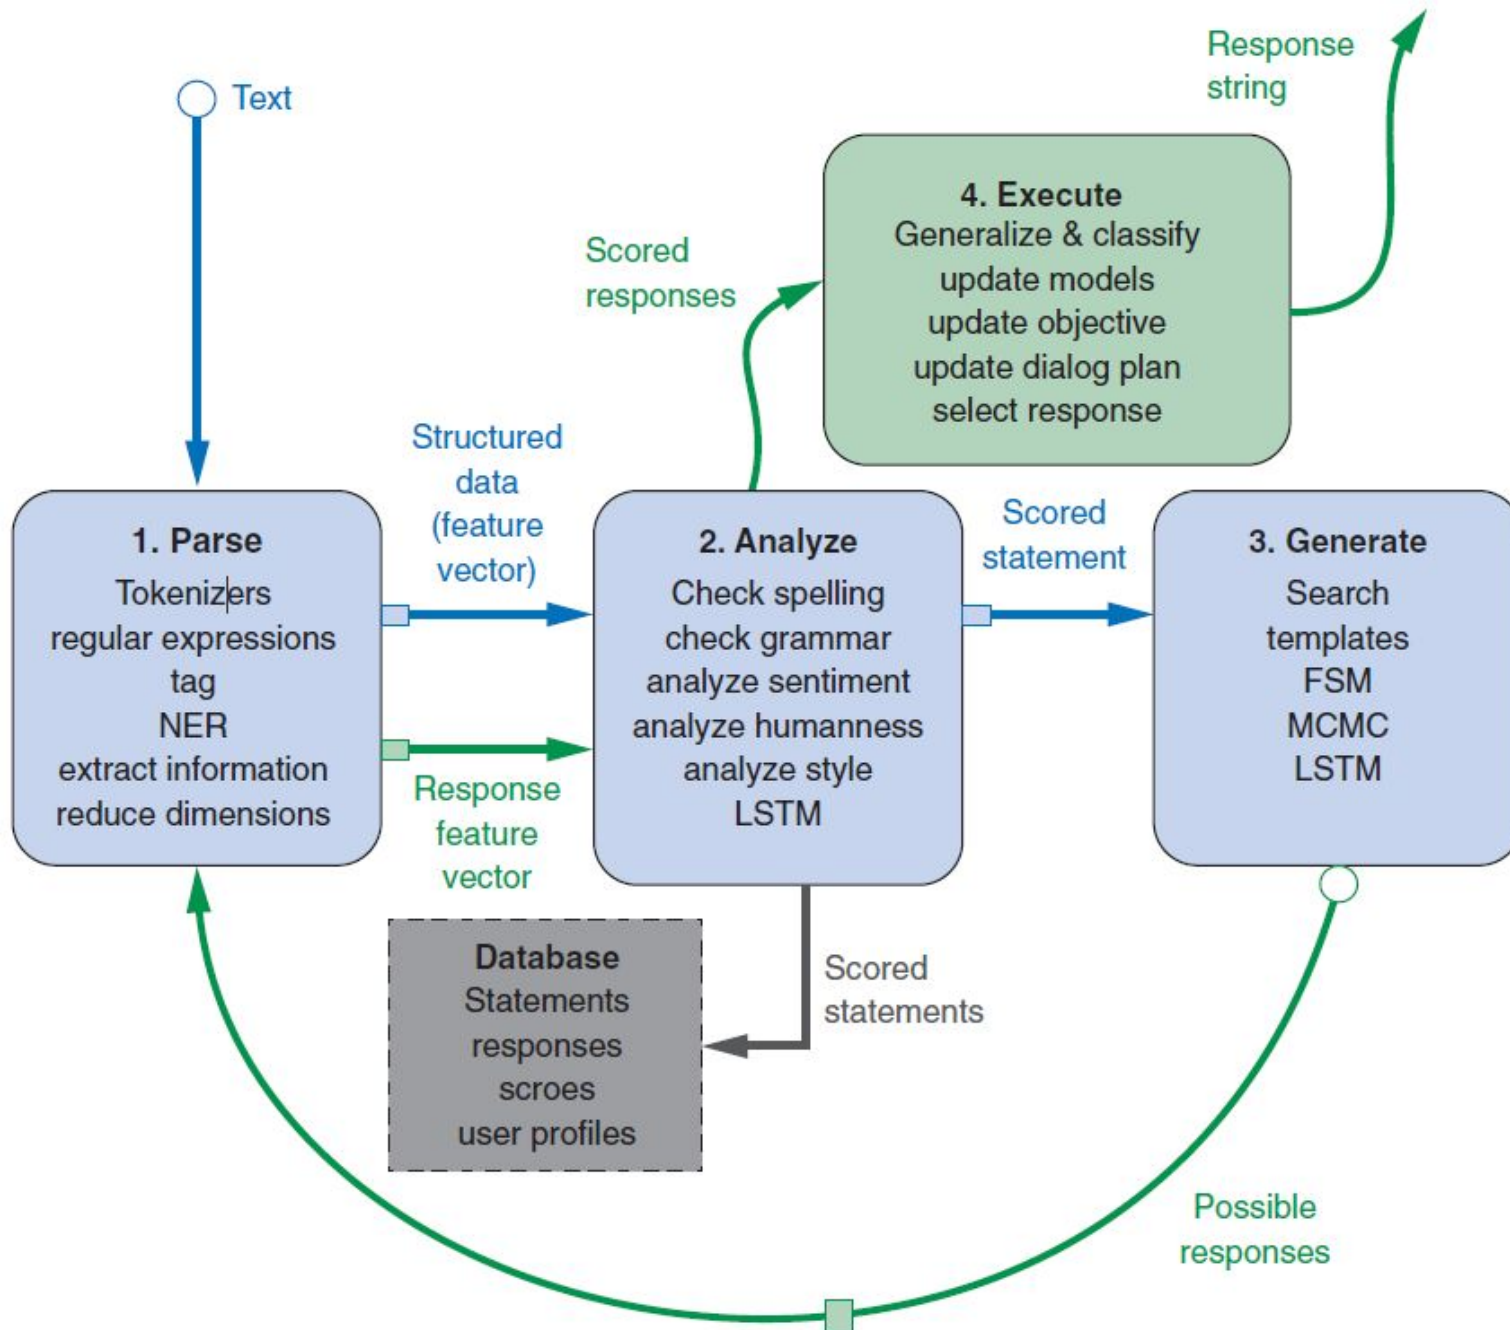 Text
Response
string
4. Execute
Generalize & classify
update models
update objective
update dialog plan
select response
Scored
responses
Structured
data
(feature
vector)
1. Parse
Tokenizers
regular expressions
tag
NER
extract information
reduce dimensions
2. Analyze
Check spelling
check grammar
analyze sentiment
analyze humanness
analyze style
LSTM
Scored
statement
3. Generate
Search
templates
FSM
MCMC
LSTM
Response
feature
vector
Database
Statements
responses
scroes
user profiles
Scored
statements
Possible
responses